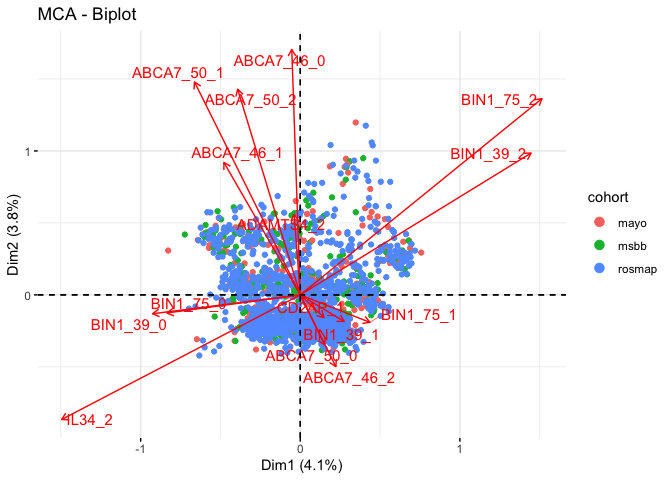 MCA - Biplot
ABCA7_46_0
ABCA7_50_1
ABCA7_50_2
BIN1_75_2
ABCA7_46_1
BIN1_39_2
1
cohort
mayo
msbb
rosmap
ADAMTS4_2
Dim2 (3.8%)
0
BIN1_75_0
BIN1_75_1
BIN1_39_0
BIN1_39_1
ABCA7_50_0
ABCA7_46_2
IL34_2
-1
0
1
Dim1 (4.1%)